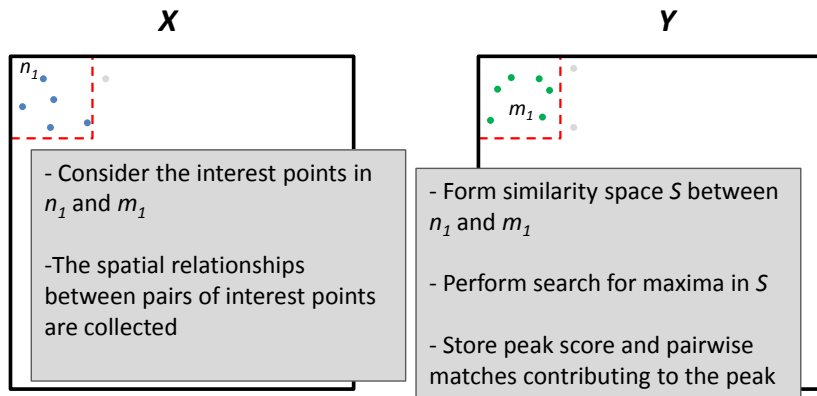 X
Y
n1
m1
- Consider the interest points in
n1 and m1
-The spatial relationships
between pairs of interest points
are collected
- Form similarity space S between
n1 and m1
- Perform search for maxima in S
- Store peak score and pairwise
matches contributing to the peak